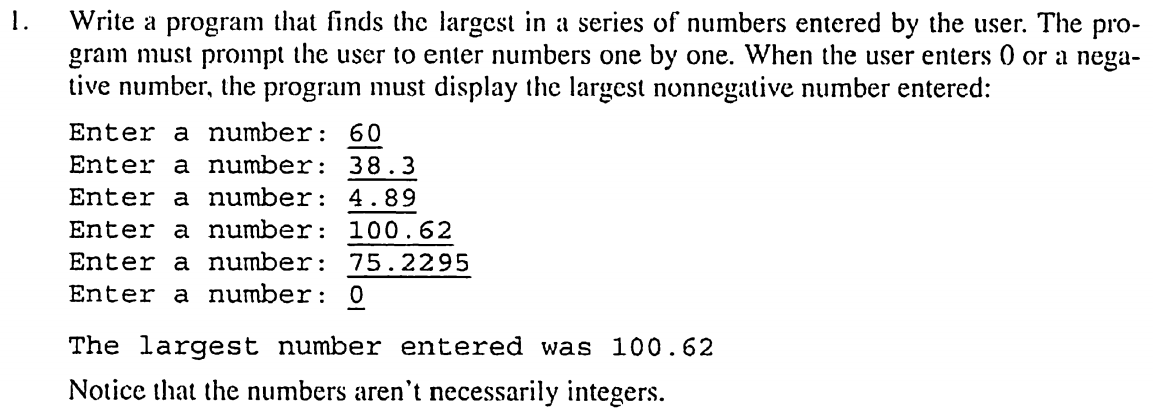 1. Write a program that finds the largest in a series of numbers entered by the user. The pro-
gram must prompt the user to enter numbers one by one. When the user enters 0 or a nega-
tive number, the program must display the largest nonnegative number entered:
Enter a number: 60
Enter a number: 38.3
Enter a number: 4.89
Enter a number: 100.62
Enter a number: 75.2295
Enter a number: 0
The largest number entered was 100.62
Notice that the numbers aren't necessarily integers.